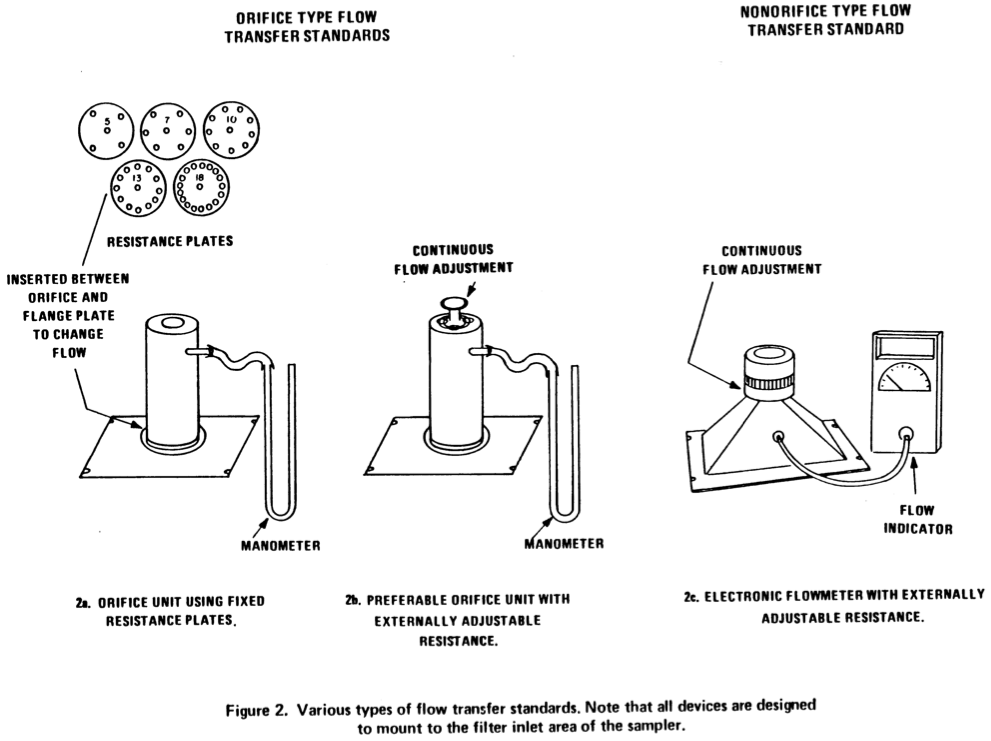 ORIFICE TYPE FLOW
TRANSFER STANDARDS
NONORIFICE TYPE FLOW
TRANSFER STANDARD
5
7
10
13
18
RESISTANCE PLATES
INSERTED BETWEEN
ORIFICE AND
FLANGE PLATE
TO CHANGE
FLOW
MANOMETER
2a. ORIFICE UNIT USING FIXED
RESISTANCE PLATES.
CONTINUOUS
FLOW ADJUSTMENT
MANOMETER
2b. PREFERABLE ORIFICE UNIT WITH
EXTERNALLY ADJUSTABLE
RESISTANCE.
CONTINUOUS
FLOW ADJUSTMENT
FLOW
INDICATOR
2c. ELECTRONIC FLOWMETER WITH EXTERNALLY
ADJUSTABLE RESISTANCE.
Figure 2. Various types of flow transfer standards. Note that all devices are designed
to mount to the filter inlet area of the sampler.